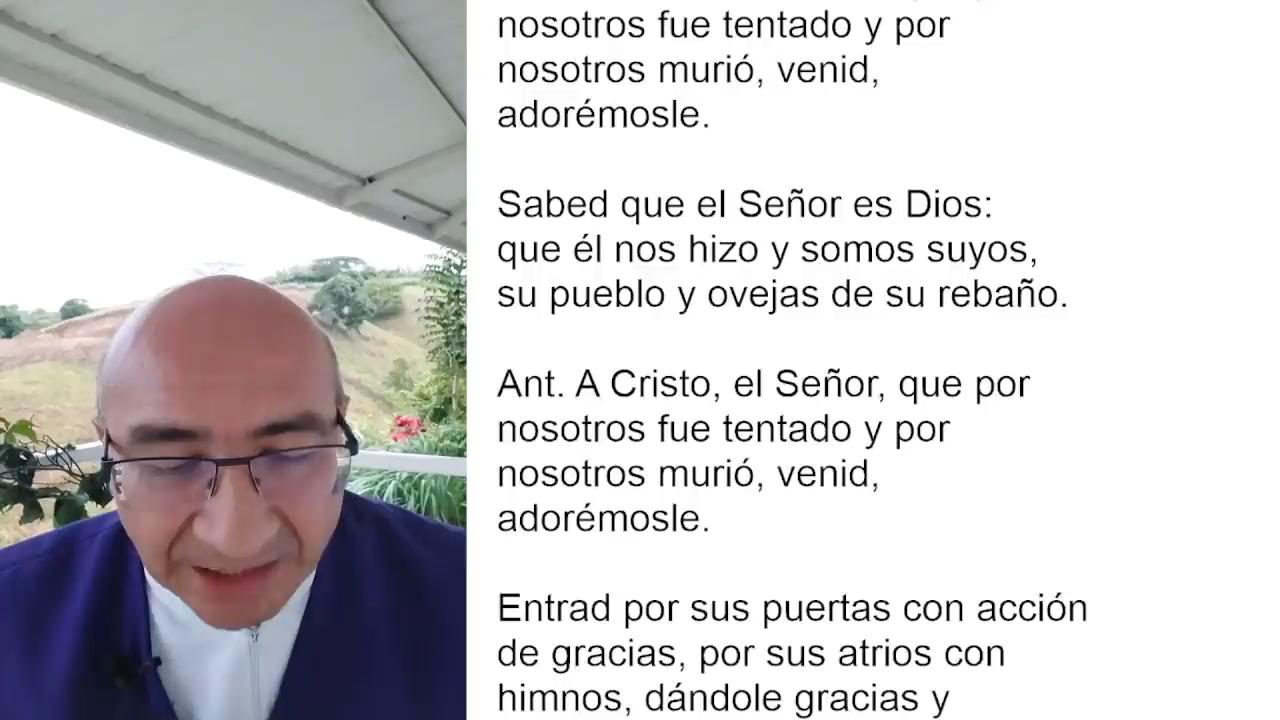 nosotros fue tentado y por
nosotros murió, venid,
adorémosle.
Sabed que el Señor es Dios:
que él nos hizo y somos suyos,
su pueblo y ovejas de su rebaño.
Ant. A Cristo, el Señor, que por
nosotros fue tentado y por
nosotros murió, venid,
adorémosle.
Entrad por sus puertas con acción
de gracias, por sus atrios con
himnos, dándole gracias y